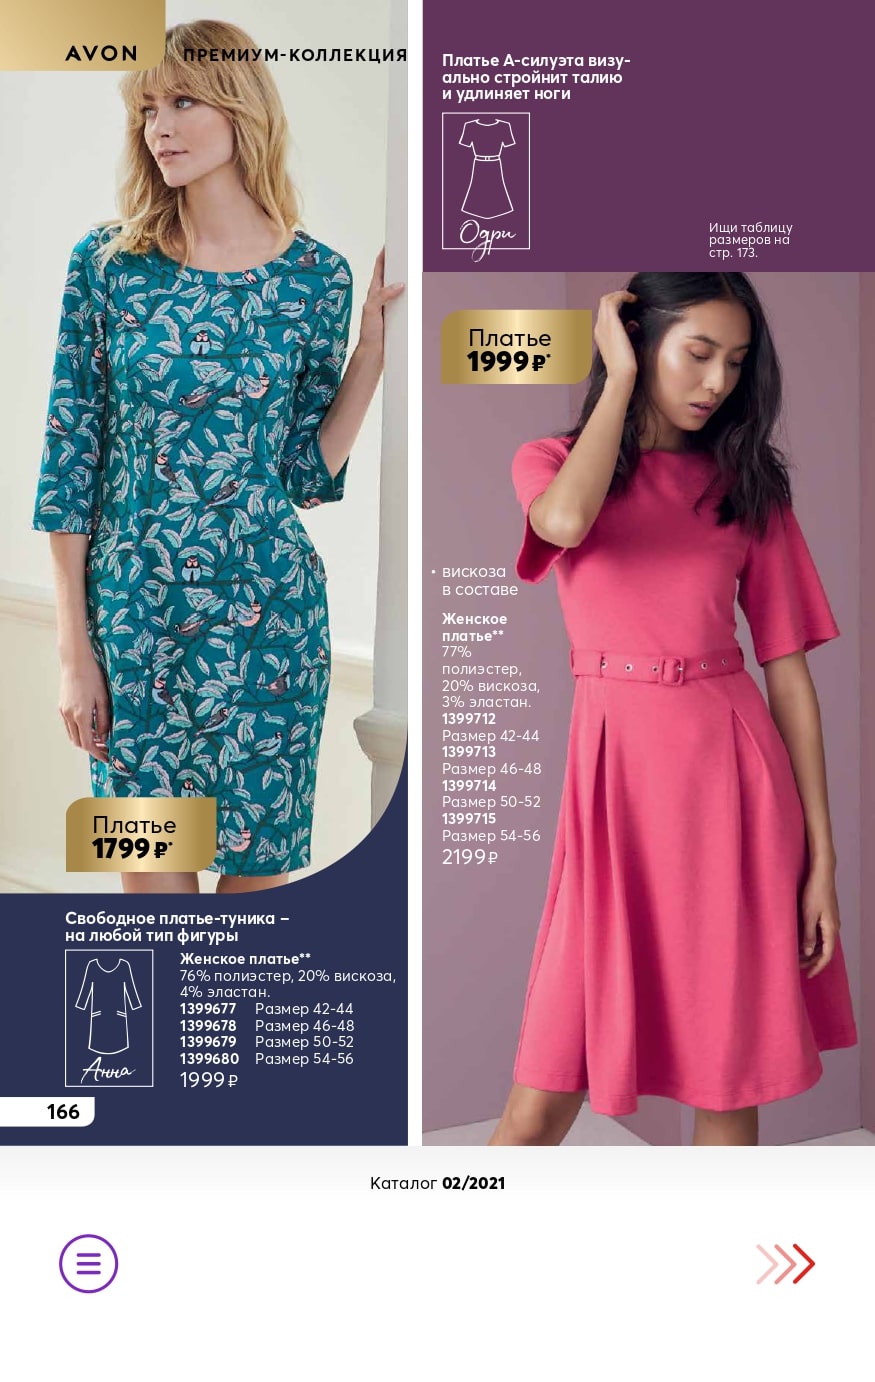 AVON ПРЕМИУМ-КОЛЛЕКЦИЯ
Платье
1799 ₽*
Свободное платье-туника –
на любой тип фигуры
Анна
Женское платье**
76% полиэстер, 20% вискоза,
4% эластан.
1399677 Размер 42-44
1399678 Размер 46-48
1399679 Размер 50-52
1399680 Размер 54-56
1999 ₽
166
Платье А-силуэта визу-
ально стройнит талию
и удлиняет ноги
Одри
Ищи таблицу
размеров на
стр. 173.
Платье
1999 ₽*
• вискоза
в составе
Женское
платье**
77%
полиэстер,
20% вискоза,
3% эластан.
1399712
Размер 42-44
1399713
Размер 46-48
1399714
Размер 50-52
1399715
Размер 54-56
2199 ₽
Каталог 02/2021